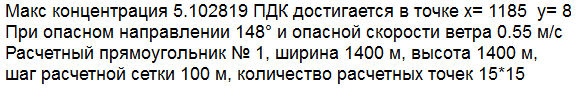 Макс концентрация 5.102819 ПДК достигается в точке x= 1185 y= 8
При опасном направлении 148° и опасной скорости ветра 0.55 м/с
Расчетный прямоугольник № 1, ширина 1400 м, высота 1400 м,
шаг расчетной сетки 100 м, количество расчетных точек 15*15